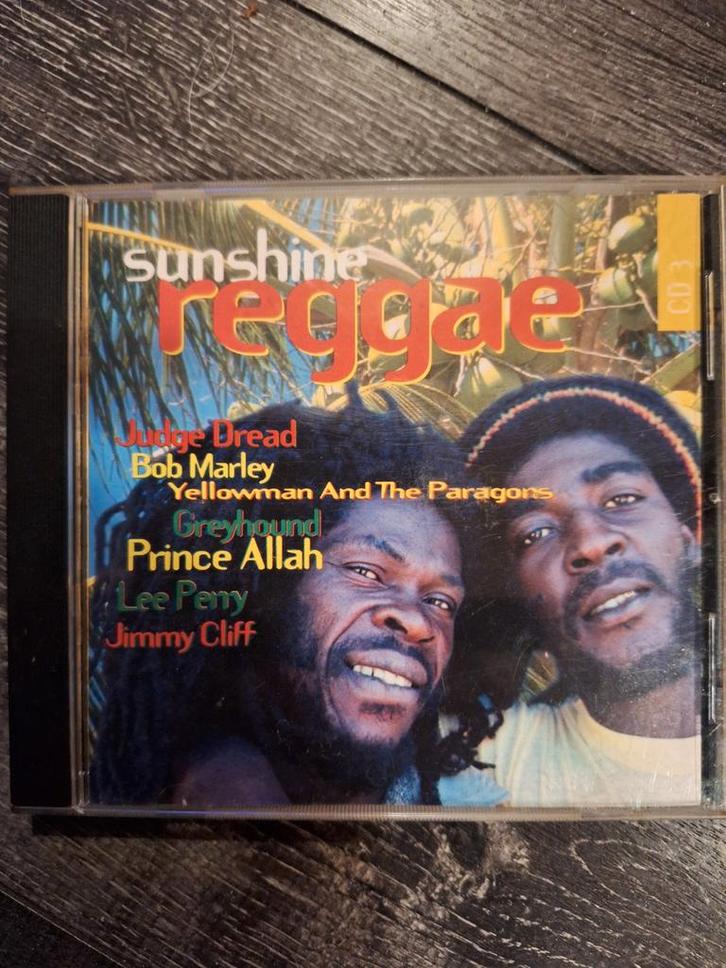 sunshine
reggae
CD 3
Judge Dread
Bob Marley
Yellowman And The Paragons
Greyhound
Prince Allah
Lee Perry
Jimmy Cliff